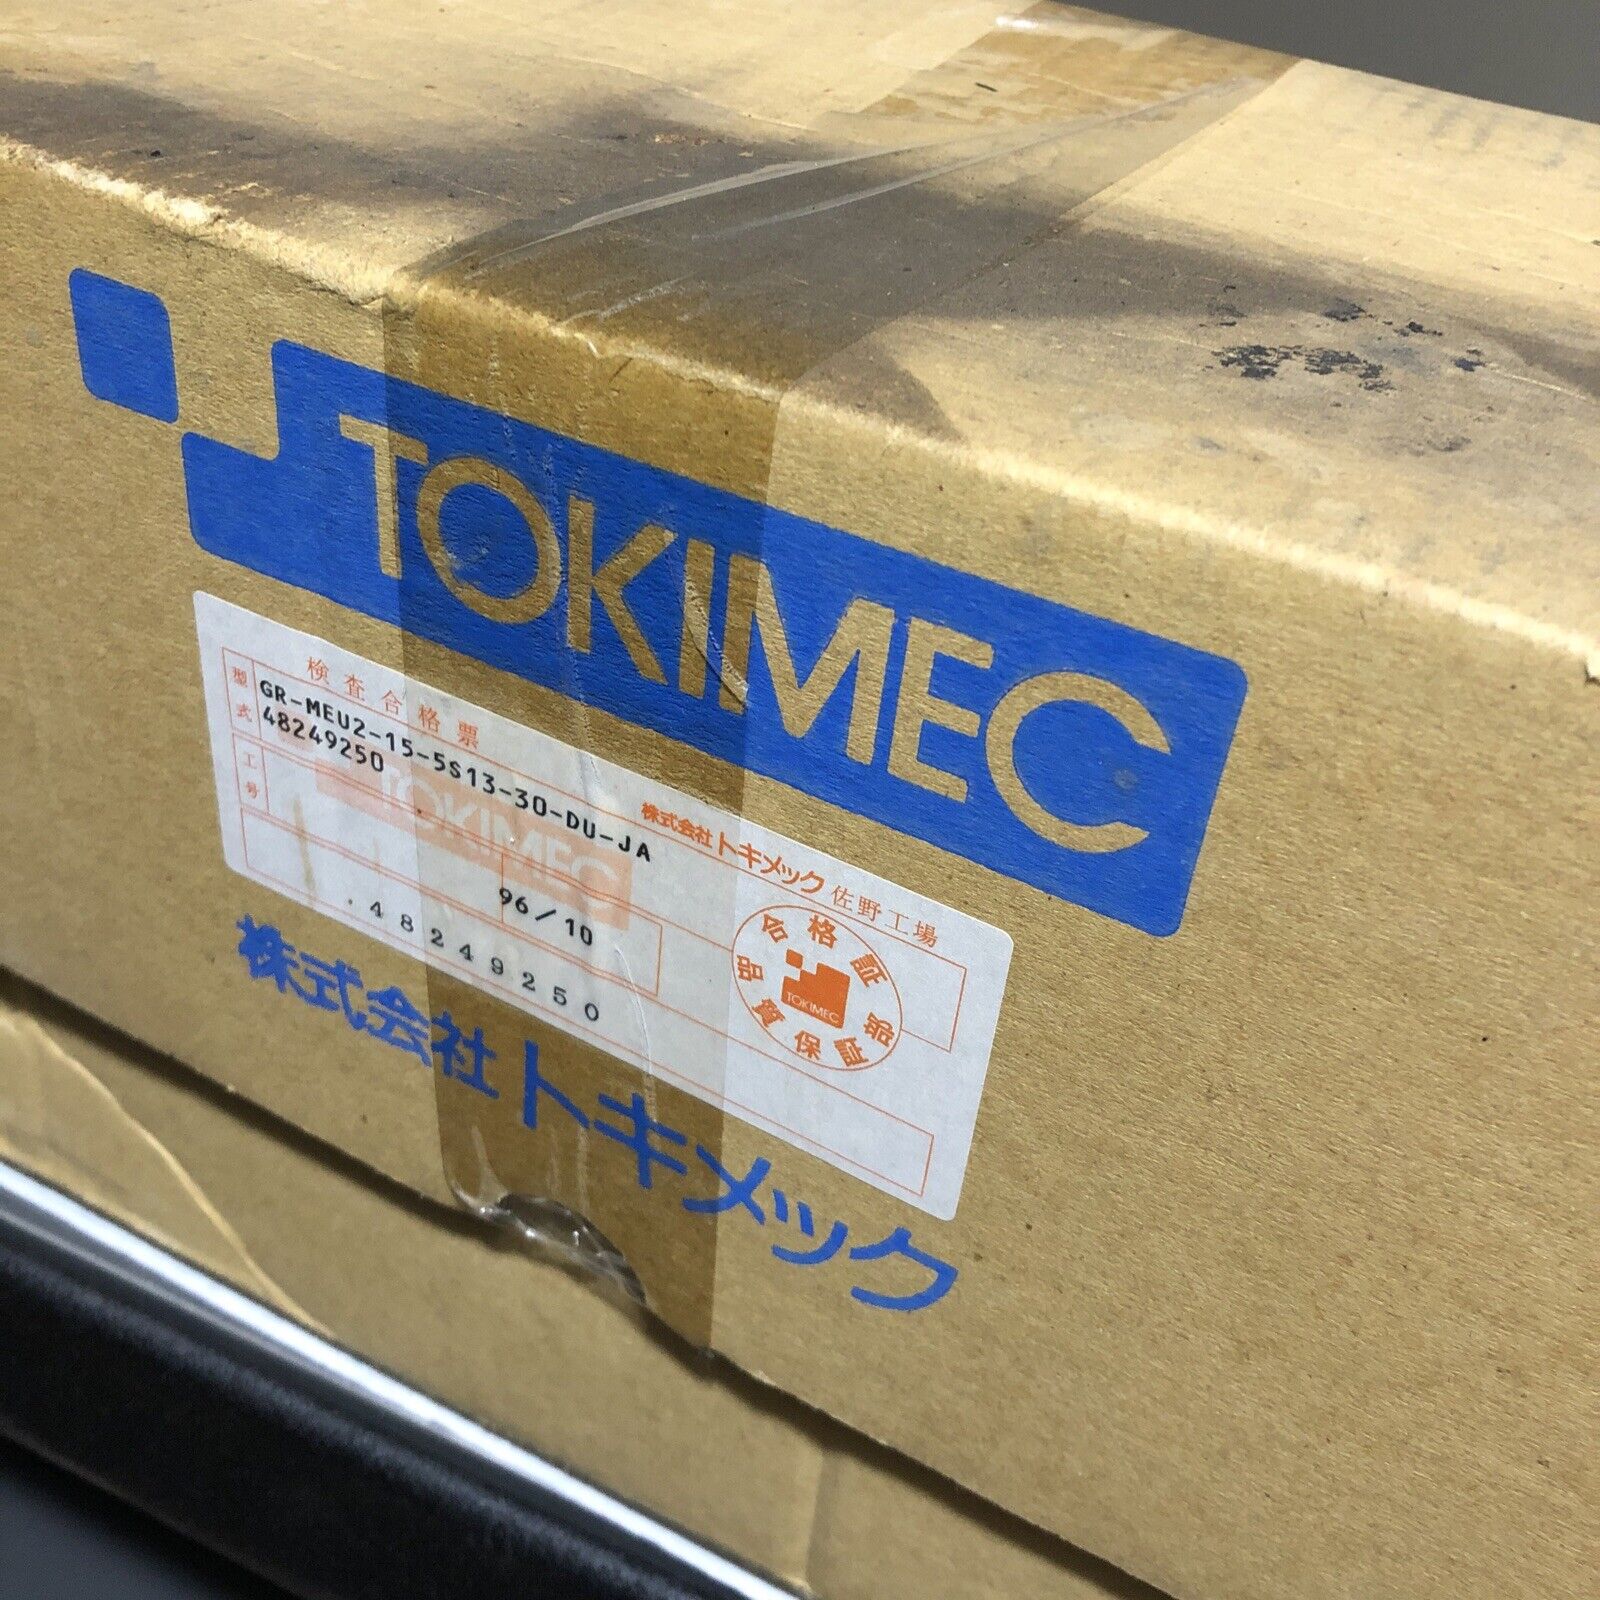 TOKIMEC
検査合格票
型式 GR-MEU2-15-5S13-30-DU-JA
工号 48249250
TOKIMEC
株式会社トキメック 佐野工場
96/10
.48249250
合格証
TOKIMEC
品質保証部
株式会社トキメック